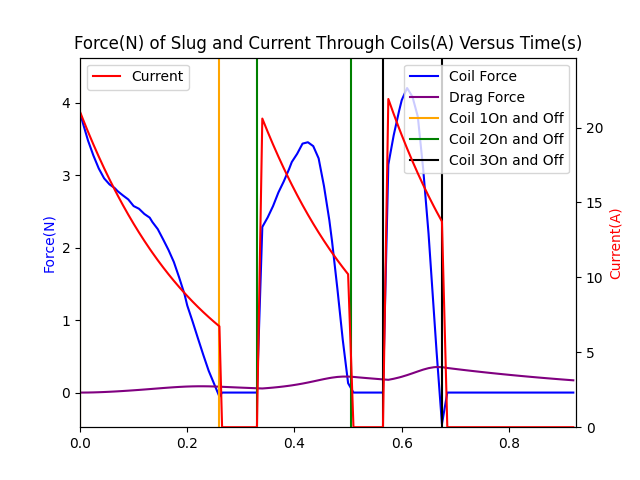 Force(N) of Slug and Current Through Coils(A) Versus Time(s)
Current
Coil Force
Drag Force
Coil 1On and Off
Coil 2On and Off
Coil 3On and Off
Force(N)
4
3
2
1
0
Current(A)
20
15
10
5
0
0.0 0.2 0.4 0.6 0.8